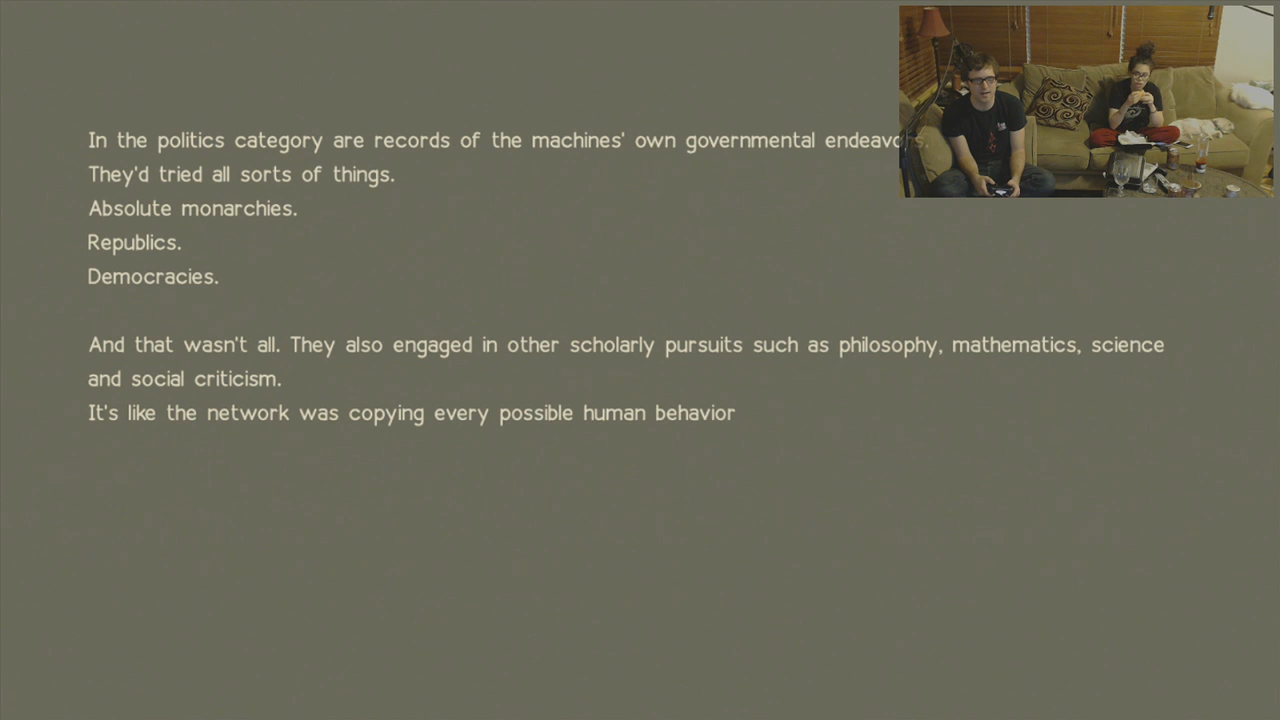 In the politics category are records of the machines' own governmental endeavors.
They'd tried all sorts of things.
Absolute monarchies.
Republics.
Democracies.
And that wasn't all. They also engaged in other scholarly pursuits such as philosophy, mathematics, science
and social criticism.
It's like the network was copying every possible human behavior